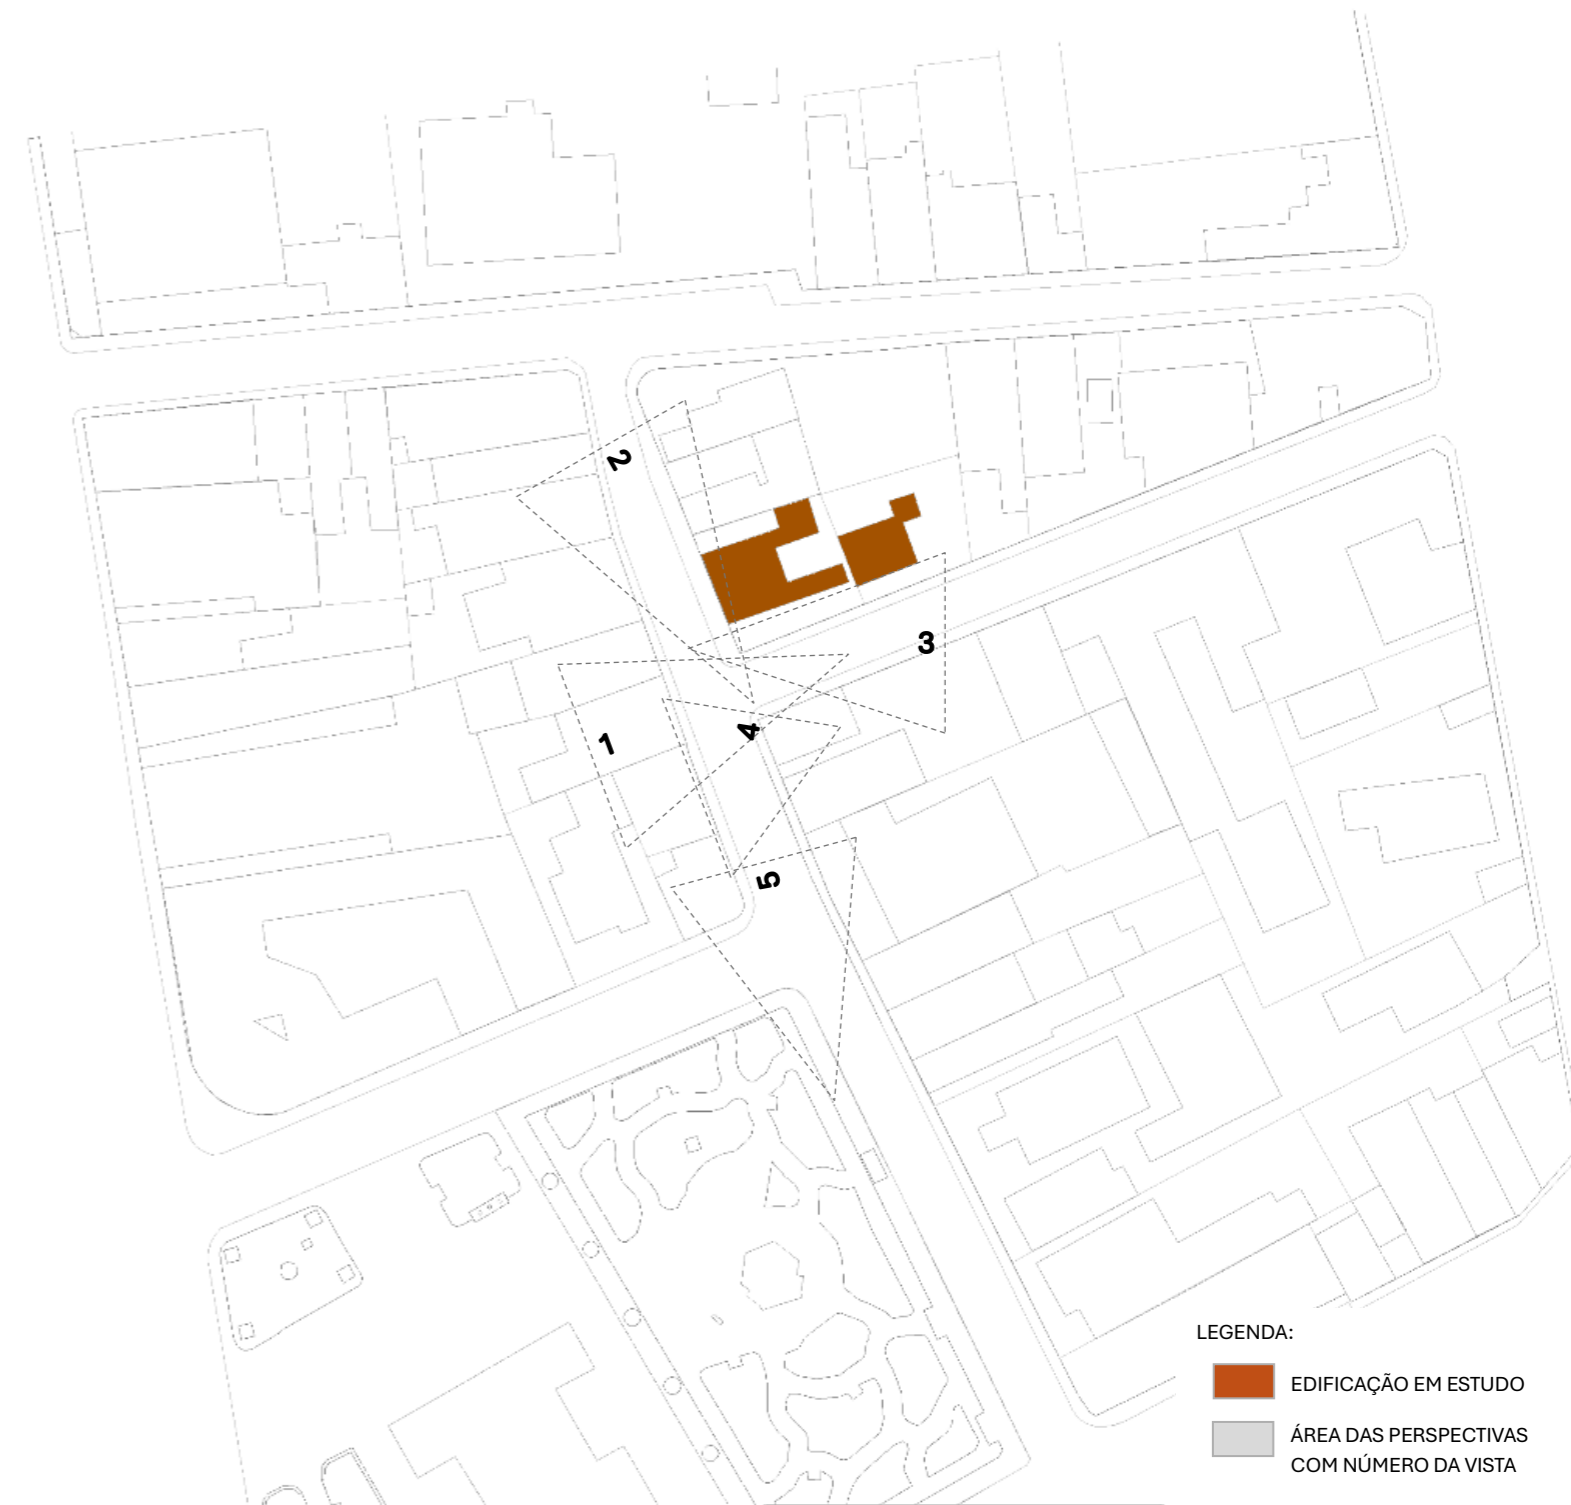 2
3
4
1
5
LEGENDA:
EDIFICAÇÃO EM ESTUDO
ÁREA DAS PERSPECTIVAS
COM NÚMERO DA VISTA